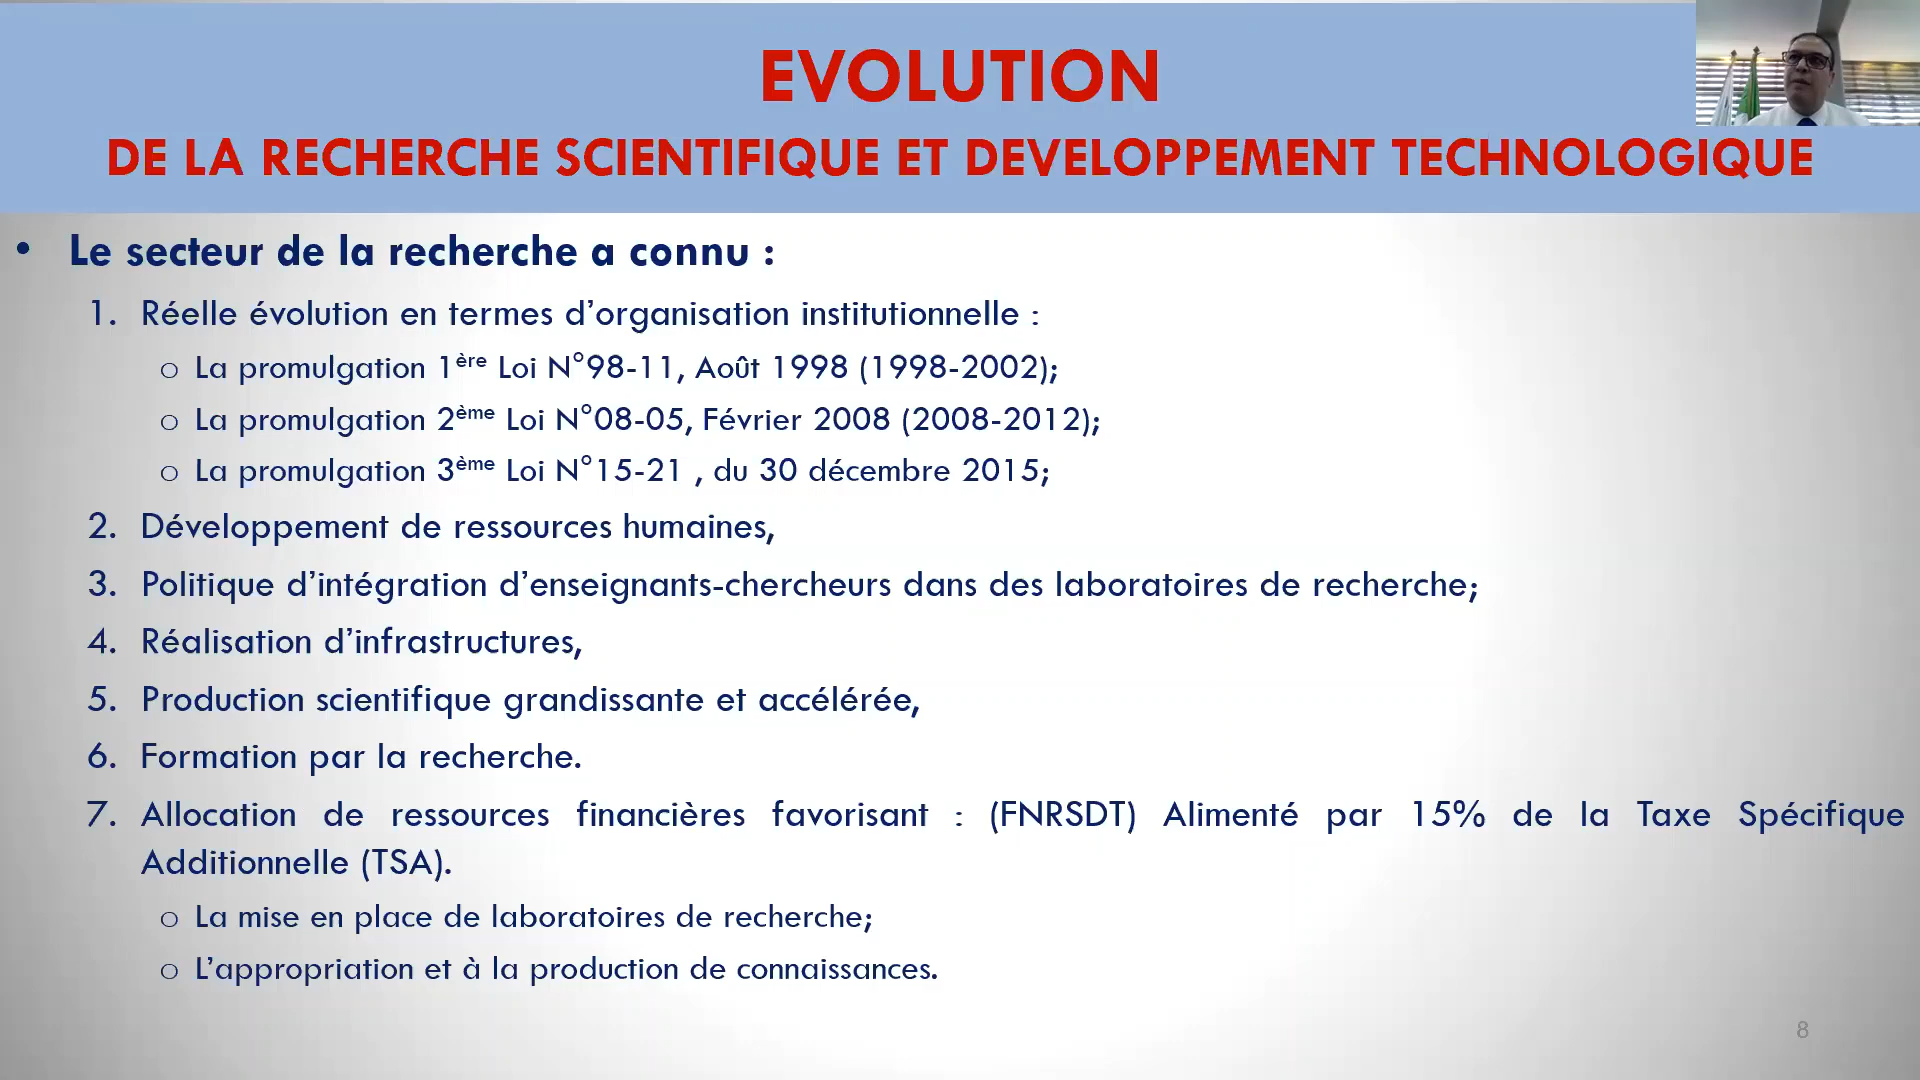 EVOLUTION
DE LA RECHERCHE SCIENTIFIQUE ET DEVELOPPEMENT TECHNOLOGIQUE
• Le secteur de la recherche a connu :
1. Réelle évolution en termes d’organisation institutionnelle :
o La promulgation 1ère Loi N°98-11, Août 1998 (1998-2002);
o La promulgation 2ème Loi N°08-05, Février 2008 (2008-2012);
o La promulgation 3ème Loi N°15-21 , du 30 décembre 2015;
2. Développement de ressources humaines,
3. Politique d’intégration d’enseignants-chercheurs dans des laboratoires de recherche;
4. Réalisation d’infrastructures,
5. Production scientifique grandissante et accélérée,
6. Formation par la recherche.
7. Allocation de ressources financières favorisant : (FNRSDT) Alimenté par 15% de la Taxe Spécifique
Additionnelle (TSA).
o La mise en place de laboratoires de recherche;
o L’appropriation et à la production de connaissances.
8